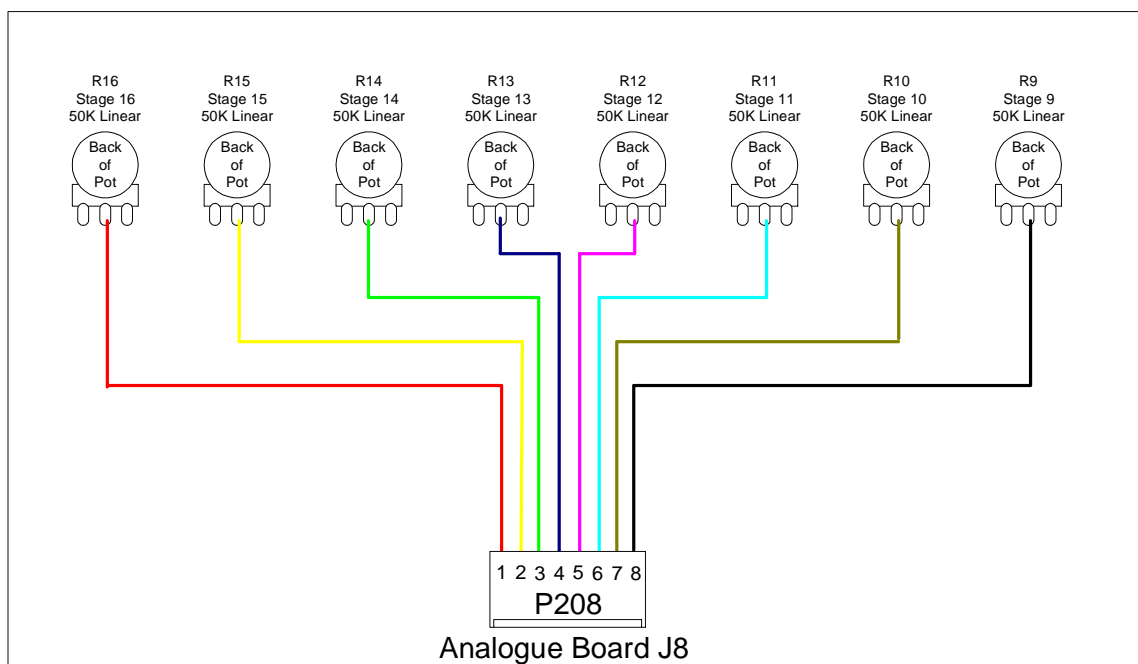 R16
Stage 16
50K Linear
R15
Stage 15
50K Linear
R14
Stage 14
50K Linear
R13
Stage 13
50K Linear
R12
Stage 12
50K Linear
R11
Stage 11
50K Linear
R10
Stage 10
50K Linear
R9
Stage 9
50K Linear
Back
of
Pot
Back
of
Pot
Back
of
Pot
Back
of
Pot
Back
of
Pot
Back
of
Pot
Back
of
Pot
Back
of
Pot
1 2 3 4 5 6 7 8
P208
Analogue Board J8